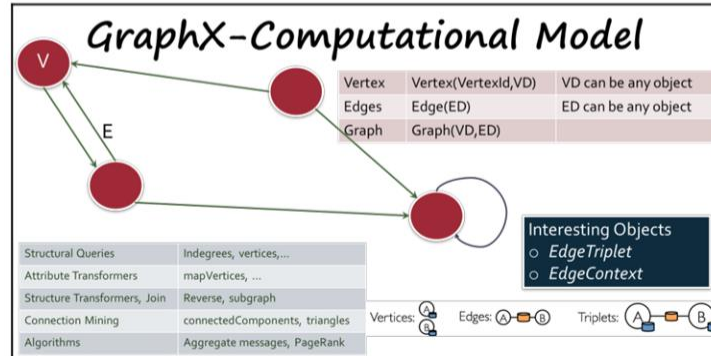 GraphX-Computational Model
V
E
Vertex Vertex(VertexId,VD) VD can be any object
Edges Edge(ED) ED can be any object
Graph Graph(VD,ED)
Interesting Objects
o EdgeTriplet
o EdgeContext
Structural Queries Indegrees, vertices,...
Attribute Transformers mapVertices, ...
Structure Transformers, Join Reverse, subgraph
Connection Mining connectedComponents, triangles
Algorithms Aggregate messages, PageRank
Vertices: A B
Edges: A B
Triplets: A B